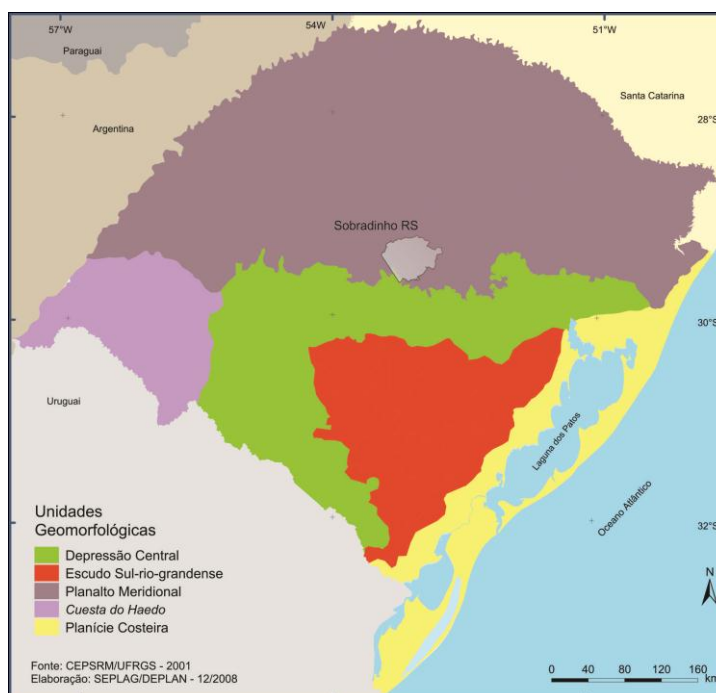 57°W
54°W
51°W
Paraguai
Santa Catarina
28°S
Argentina
Sobradinho RS
30°S
Uruguai
Laguna dos Patos
Oceano Atlântico
32°S
Unidades
Geomorfológicas
Depressão Central
Escudo Sul-rio-grandense
Planalto Meridional
Cuesta do Haedo
Planície Costeira
N
Fonte: CEPSRM/UFRGS - 2001
Elaboração: SEPLAG/DEPLAN - 12/2008
0 40 80 120 160
km